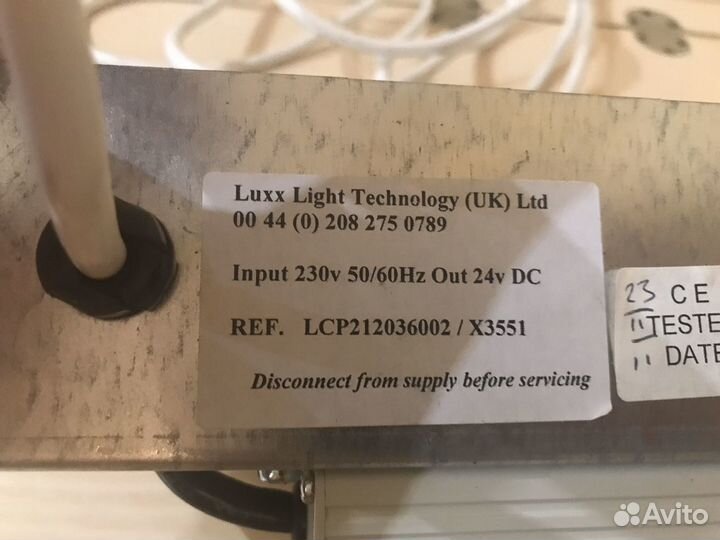 Luxx Light Technology (UK) Ltd
00 44 (0) 208 275 0789
Input 230v 50/60Hz Out 24v DC
REF. LCP212036002 / X3551
Disconnect from supply before servicing
23 C E
11 TESTE
11 DATE
Avito